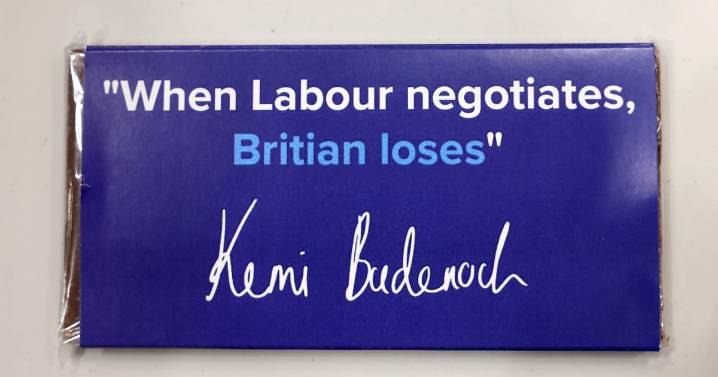 "When Labour negotiates,
Britian loses"
Kemi Badenoch